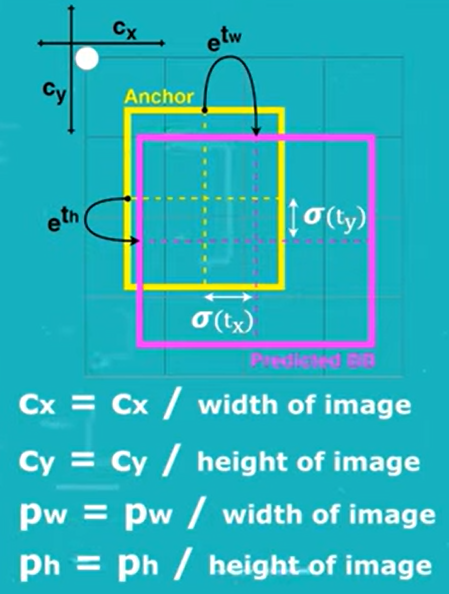 cx
e^tw
cy
Anchor
e^th
σ(ty)
σ(tx)
Predicted BB
cx = cx / width of image
cy = cy / height of image
pw = pw / width of image
ph = ph / height of image